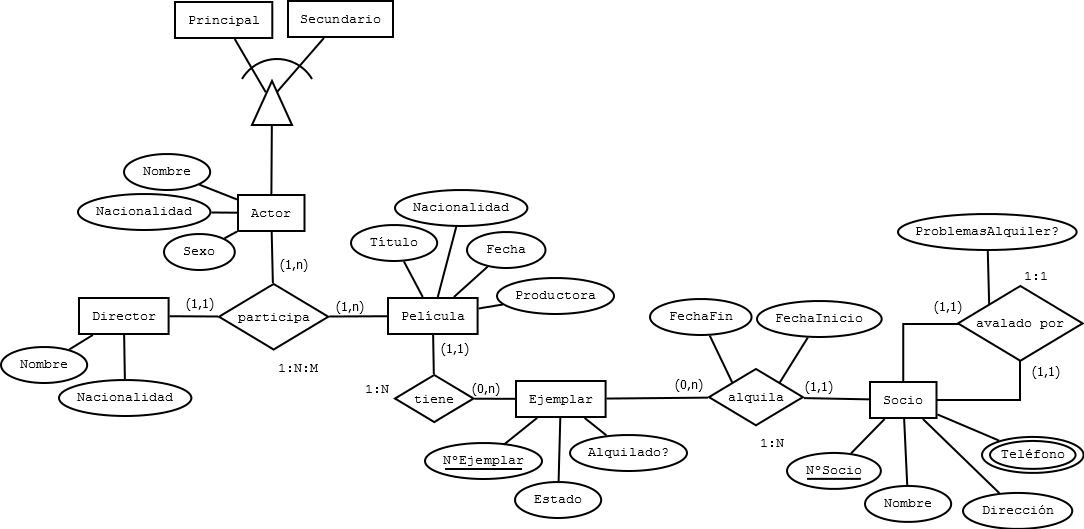 Principal
Secundario
Nombre
Nacionalidad
Actor
Sexo
(1,n)
Nacionalidad
Título
Fecha
Productora
ProblemasAlquiler?
1:1
(1,1)
avalado por
(1,1)
Director
(1,1)
participa
(1,n)
Película
(1,1)
Nombre
Nacionalidad
1:N:M
1:N
tiene
(0,n)
Ejemplar
FechaFin
FechaInicio
(0,n)
alquila
(1,1)
Socio
1:N
NºEjemplar
Alquilado?
Estado
NºSocio
Nombre
Dirección
Teléfono